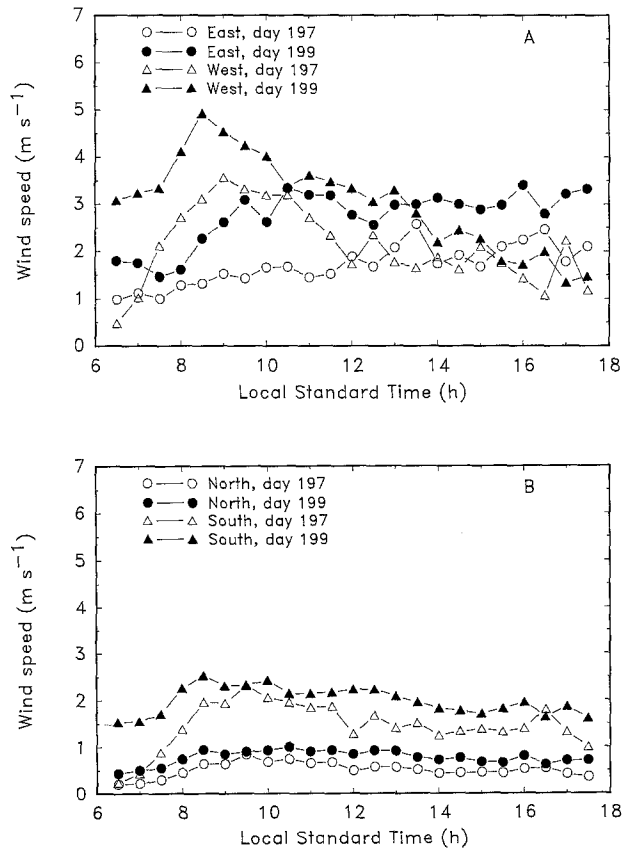 A
East, day 197
East, day 199
West, day 197
West, day 199
7
6
5
4
3
2
1
0
Wind speed (m s⁻¹)
6 8 10 12 14 16 18
Local Standard Time (h)
B
North, day 197
North, day 199
South, day 197
South, day 199
7
6
5
4
3
2
1
0
Wind speed (m s⁻¹)
6 8 10 12 14 16 18
Local Standard Time (h)